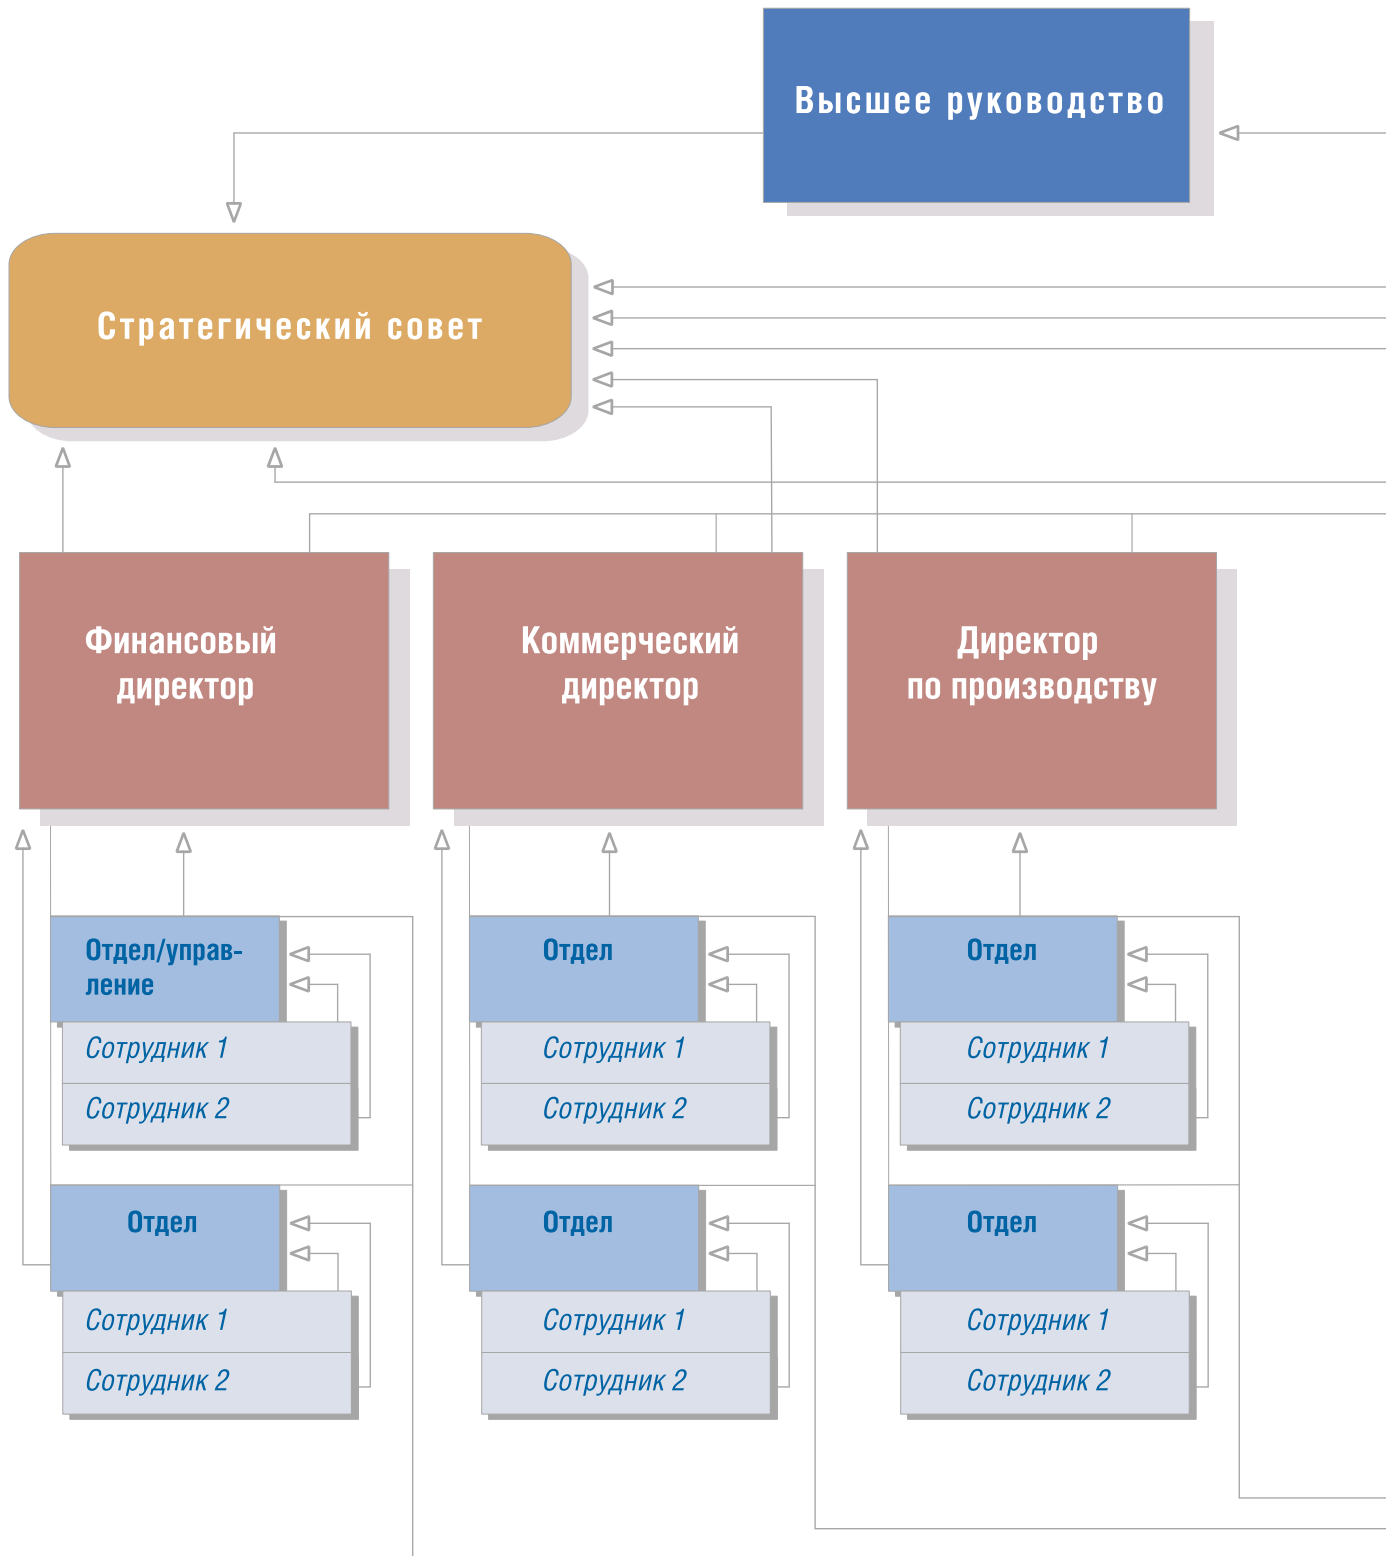 Высшее руководство
Стратегический совет
Финансовый
директор
Коммерческий
директор
Директор
по производству
Отдел/управ-
ление
Сотрудник 1
Сотрудник 2
Отдел
Сотрудник 1
Сотрудник 2
Отдел
Сотрудник 1
Сотрудник 2
Отдел
Сотрудник 1
Сотрудник 2
Отдел
Сотрудник 1
Сотрудник 2
Отдел
Сотрудник 1
Сотрудник 2